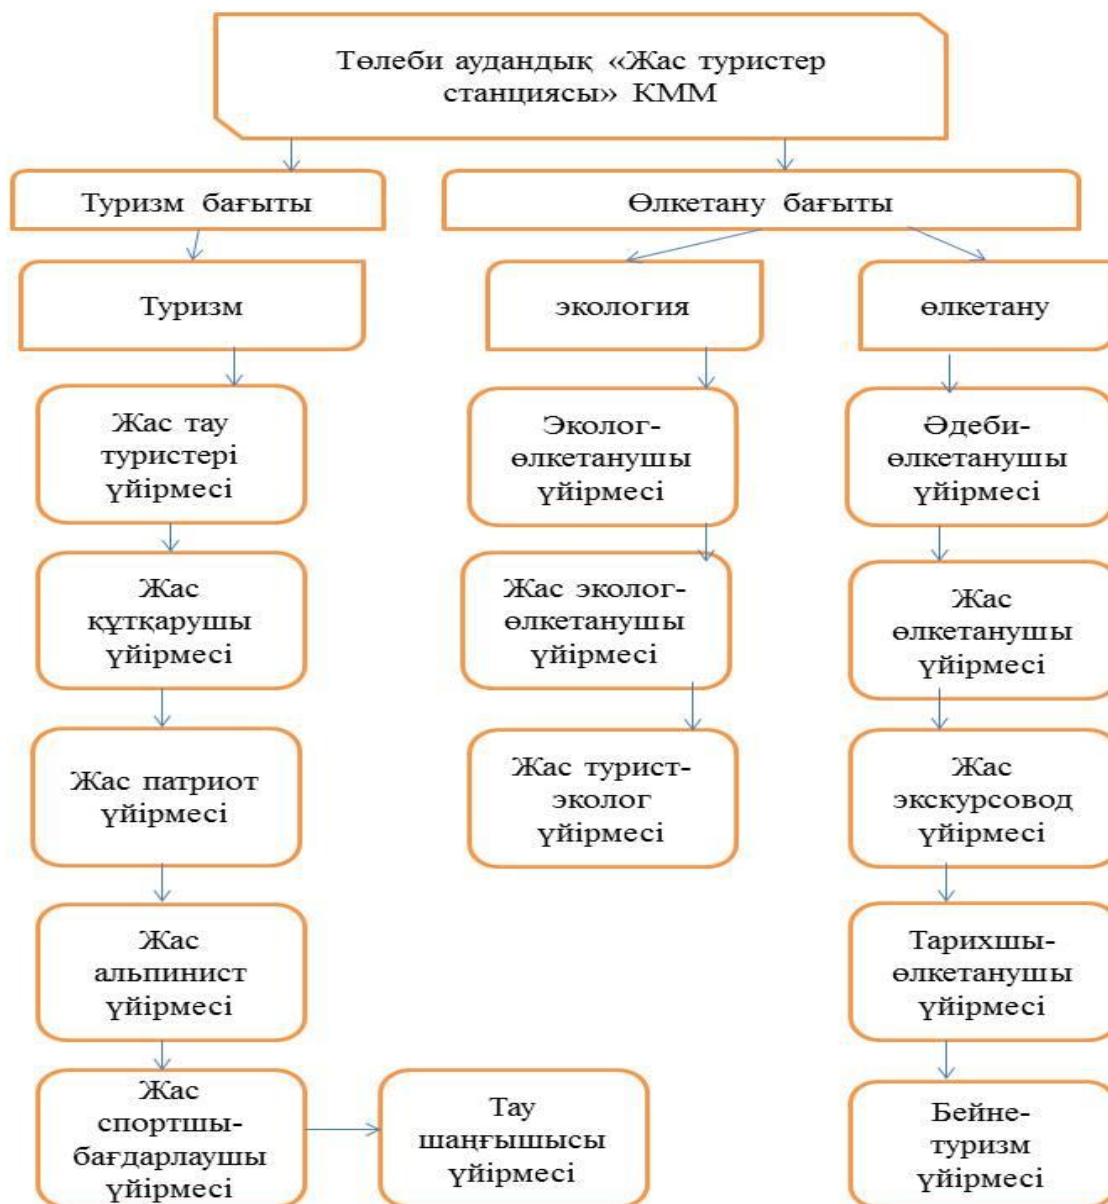 Төлеби аудандық «Жас туристер
станциясы» КММ
Туризм бағыты
Өлкетану бағыты
Туризм
экология
өлкетану
Жас тау
туристері
үйірмесі
Эколог-
өлкетанушы
үйірмесі
Әдеби-
өлкетанушы
үйірмесі
Жас
құтқарушы
үйірмесі
Жас эколог-
өлкетанушы
үйірмесі
Жас
өлкетанушы
үйірмесі
Жас патриот
үйірмесі
Жас турист-
эколог
үйірмесі
Жас
экскурсовод
үйірмесі
Жас
альпинист
үйірмесі
Тарихшы-
өлкетанушы
үйірмесі
Жас
спортшы-
бағдарлаушы
үйірмесі
Тау
шаңғышысы
үйірмесі
Бейне-
туризм
үйірмесі